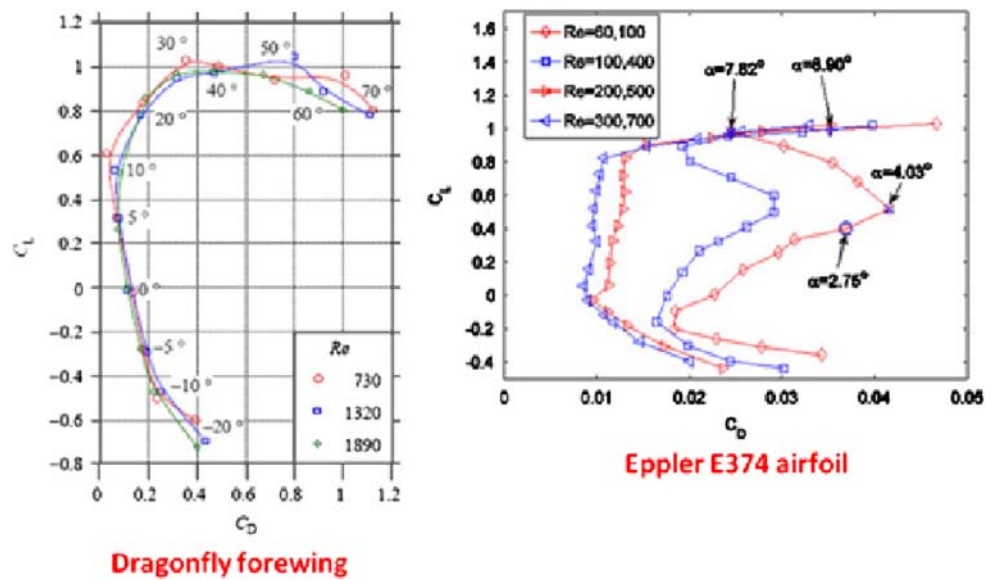 1.2
1
0.8
0.6
0.4
0.2
0
-0.2
-0.4
-0.6
-0.8
C_L
30 °
50 °
40 °
70 °
60 °
20 °
10 °
5 °
0 °
-5 °
-10 °
-20 °
Re
730
1320
1890
0 0.2 0.4 0.6 0.8 1 1.2
C_D
Dragonfly forewing
Re=60,100
Re=100,400
Re=200,500
Re=300,700
1.6
1.4
1.2
1
0.8
0.6
0.4
0.2
0
-0.2
-0.4
C_L
α=7.82°
α=8.90°
α=4.03°
α=2.75°
0 0.01 0.02 0.03 0.04 0.05
C_D
Eppler E374 airfoil